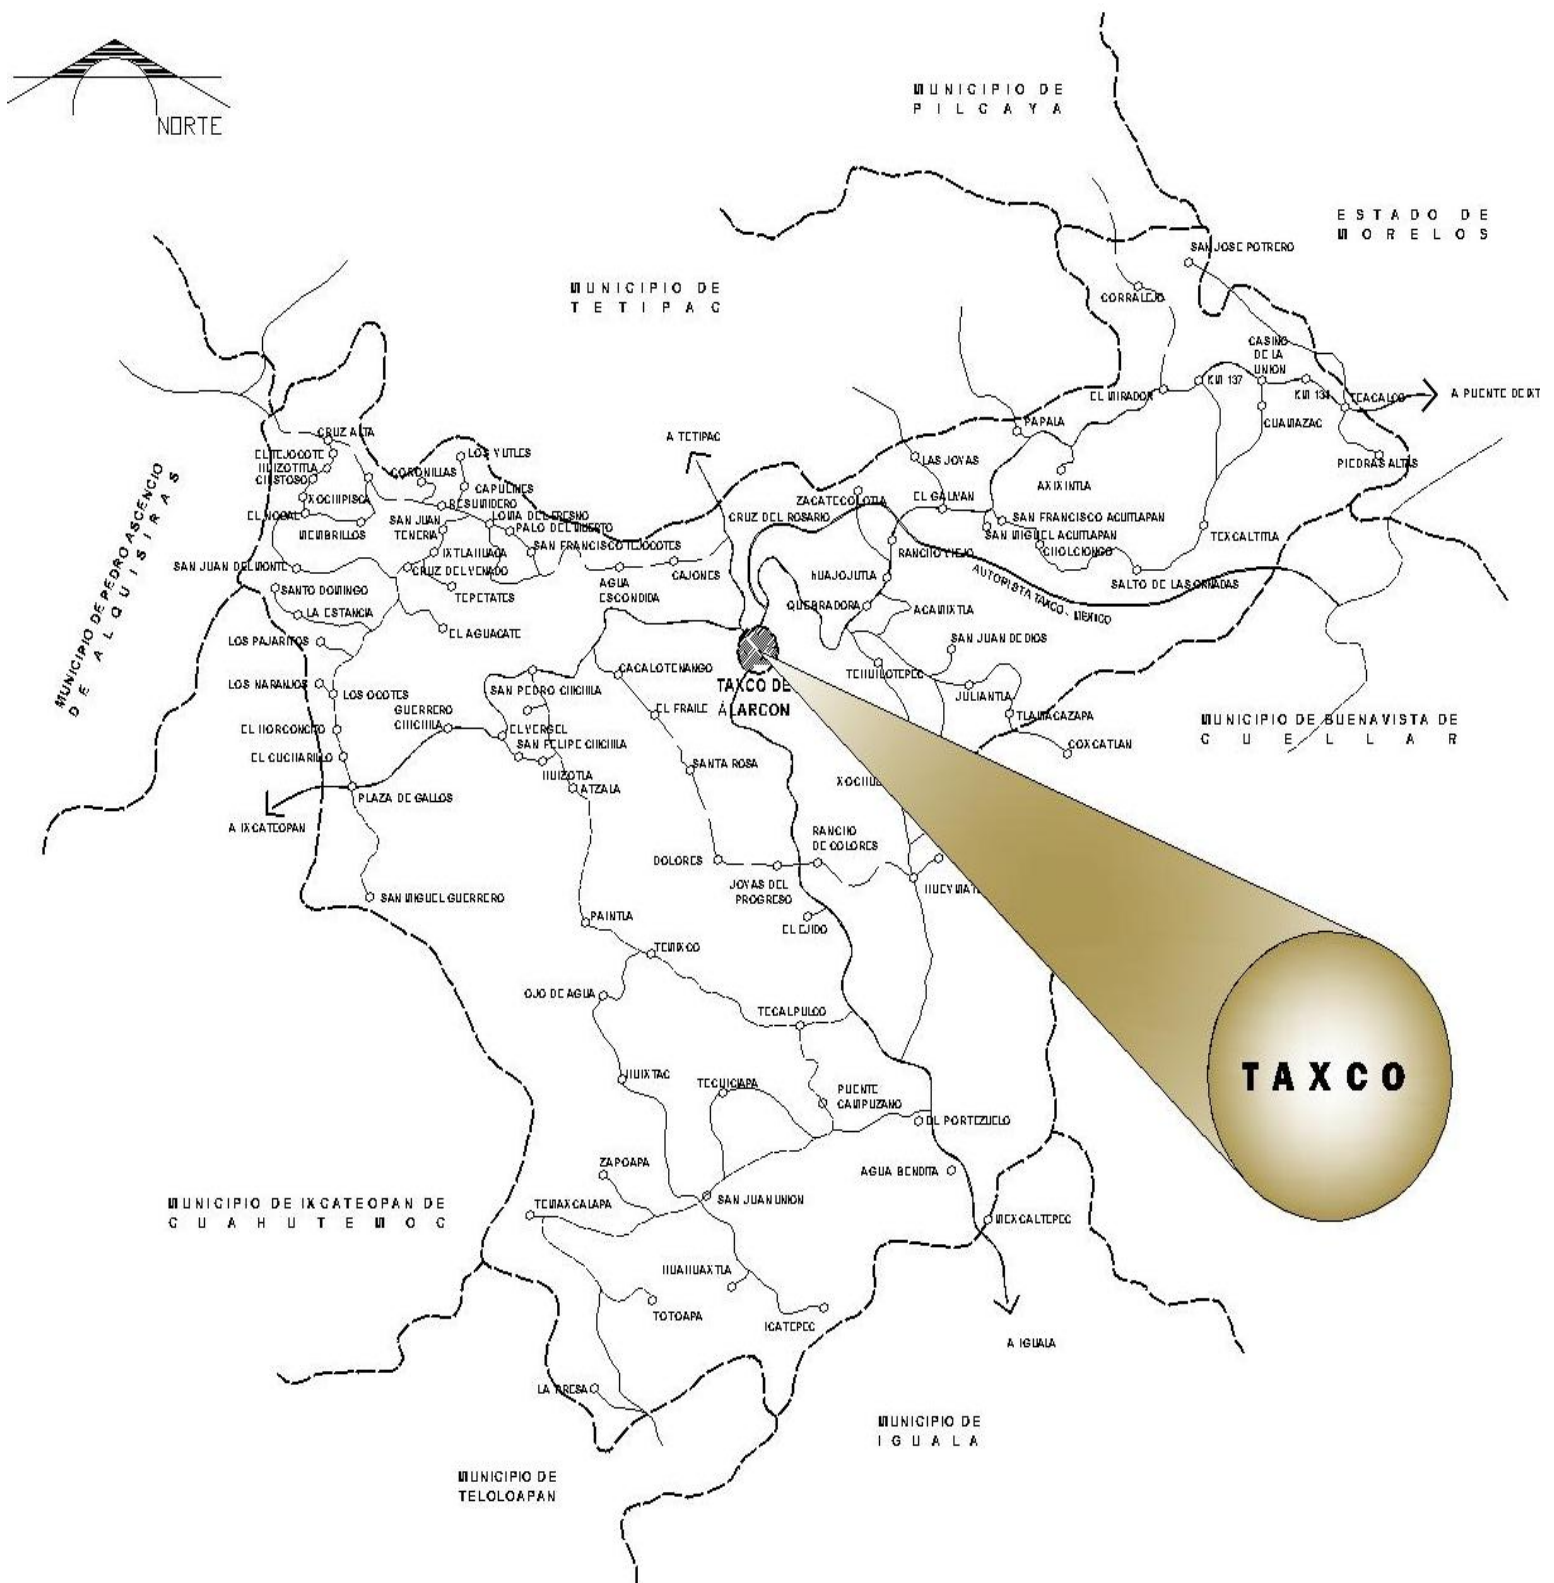 NORTE
MUNICIPIO DE
PILCAYA
ESTADO DE
MORELOS
SAN JOSE POTRERO
MUNICIPIO DE
TETIPAC
CORRALEJO
CASINO
DE LA
UNION
KM 137
EL MIRADOR
KM 134
TEACALCO
A PUENTE DE IXT
CUAMAZAC
PAPALA
A TETIPAC
CRUZ ALTA
EL TEJOCOTE
HUIZOTITLA
CHISTOSO
LOS YUTLES
CORONILLAS
LAS JOYAS
PIEDRAS ALTAS
AXIXINTLA
XOCHIPISCA
CAPULINES
RESUMIDERO
ZACATECOLOTLA
EL GALVAN
EL NOGAL
SAN JUAN
TENERIA
LOMA DEL FRESNO
PALO DEL MUERTO
CRUZ DEL ROSARIO
SAN FRANCISCO ACUITLAPAN
SAN MIGUEL ACUITLAPAN
TEXCALTITLA
MEMBRILLOS
IXTLAHUACA
SAN FRANCISCO TEJOCOTES
RANCHO VIEJO
CHOLCHONGO
SAN JUAN DEL MONTE
CRUZ DEL VENADO
AGUA
ESCONDIDA
CAJONES
HUAJOJUTLA
AUTOPISTA TAXCO - MEXICO
SALTO DE LAS ORNADAS
MUNICIPIO DE PEDRO ASCENCIO
DE ALQUISIRAS
SANTO DOMINGO
TEPETATES
LA ESTANCIA
QUEBRADORA
ACAMIXTLA
LOS PAJARITOS
EL AGUACATE
SAN JUAN DE DIOS
CACALOTENANGO
TEHUILOTEPEC
LOS NARANJOS
LOS OCOTES
SAN PEDRO CHICHILA
TAXCO DE
ALARCON
JULIANTLA
EL FRAILE
GUERRERO
CHICHILA
TLAMACAZAPA
MUNICIPIO DE BUENAVISTA DE
CUELLAR
EL HORCONCITO
EL VERGEL
SAN FELIPE CHICHILA
COXCATLAN
EL CUCHARILLO
SANTA ROSA
HUIZOTLA
ATZALA
PLAZA DE GALLOS
A IXCATEOPAN
RANCHO
DE COLORES
DOLORES
JOYAS DEL
PROGRESO
SAN MIGUEL GUERRERO
PAINTLA
EL EJIDO
TEMIXCO
OJO DE AGUA
TECALPULCO
HUIXTAC
TECUICIAPA
PUENTE
CAMPUZANO
TAXCO
EL PORTEZUELO
ZAPOAPA
AGUA BENDITA
MUNICIPIO DE IXCATEOPAN DE
CUAHUTEMOC
TEMAXCALAPA
SAN JUAN UNION
MEXCALTEPEC
HUAHUAXTLA
TOTOAPA
ICATEPEC
A IGUALA
LA PRESA
MUNICIPIO DE
IGUALA
MUNICIPIO DE
TELOLOAPAN